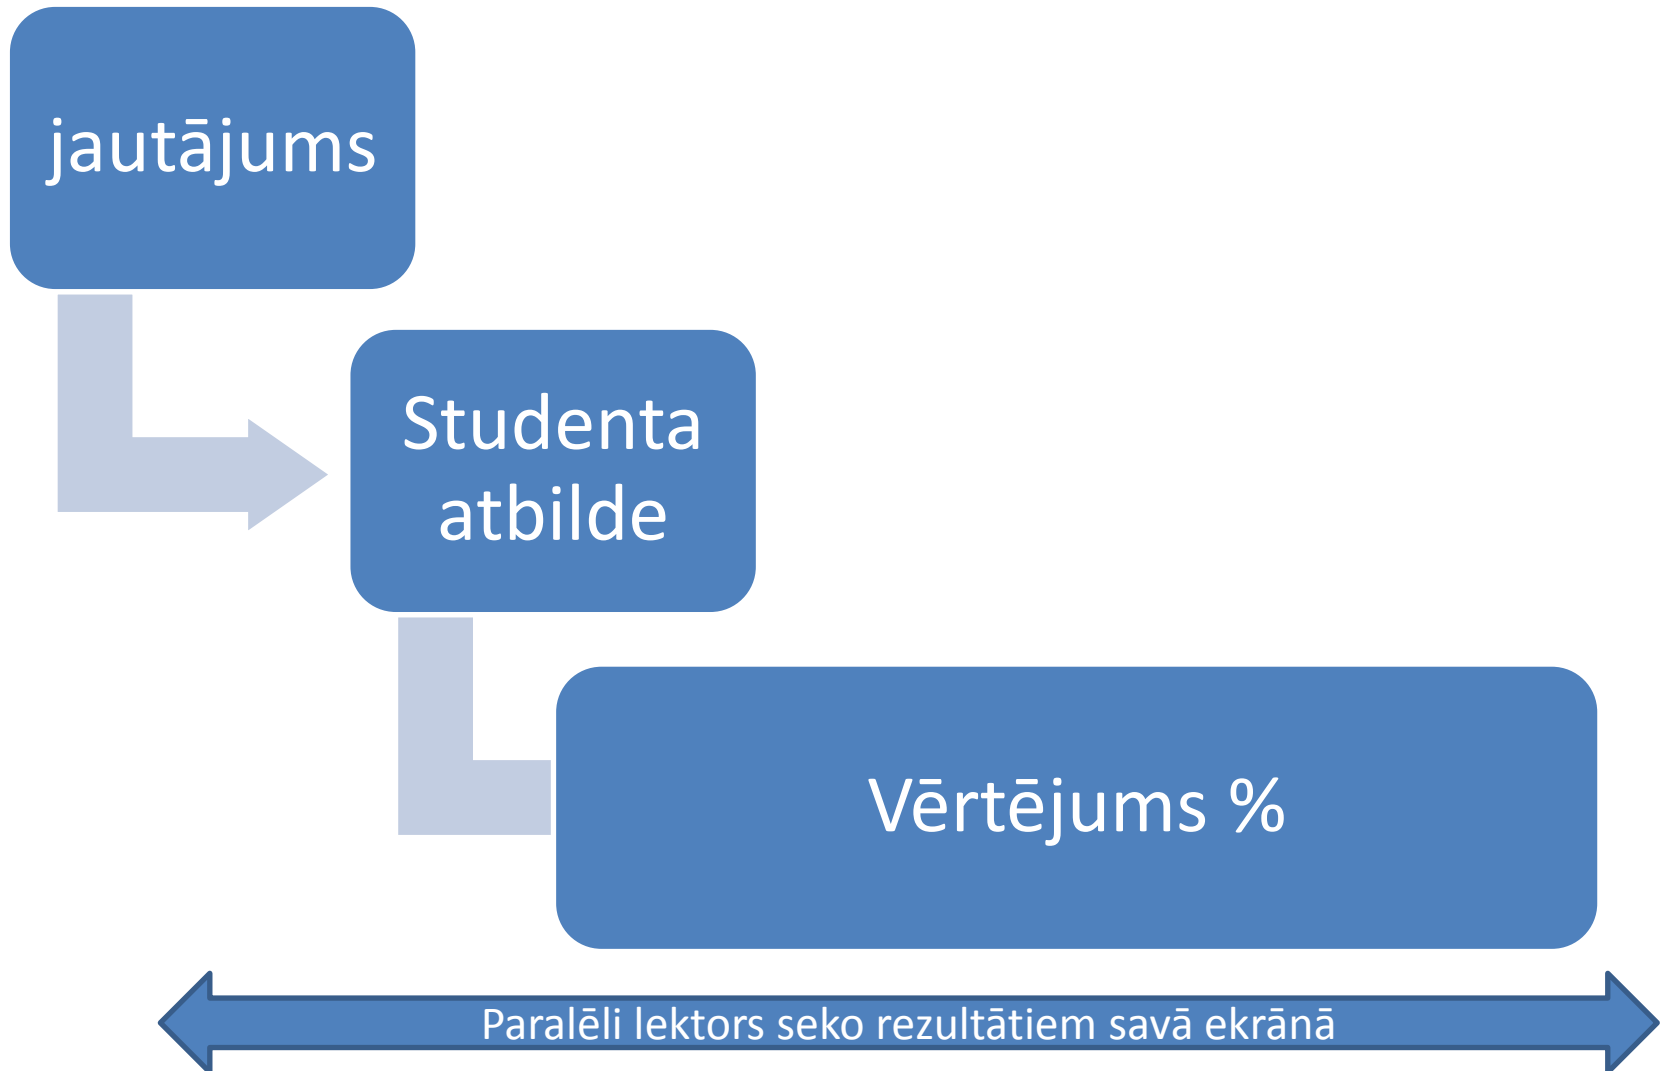 jautājums
Studenta
atbilde
Vērtējums %
Paralēli lektors seko rezultātiem savā ekrānā